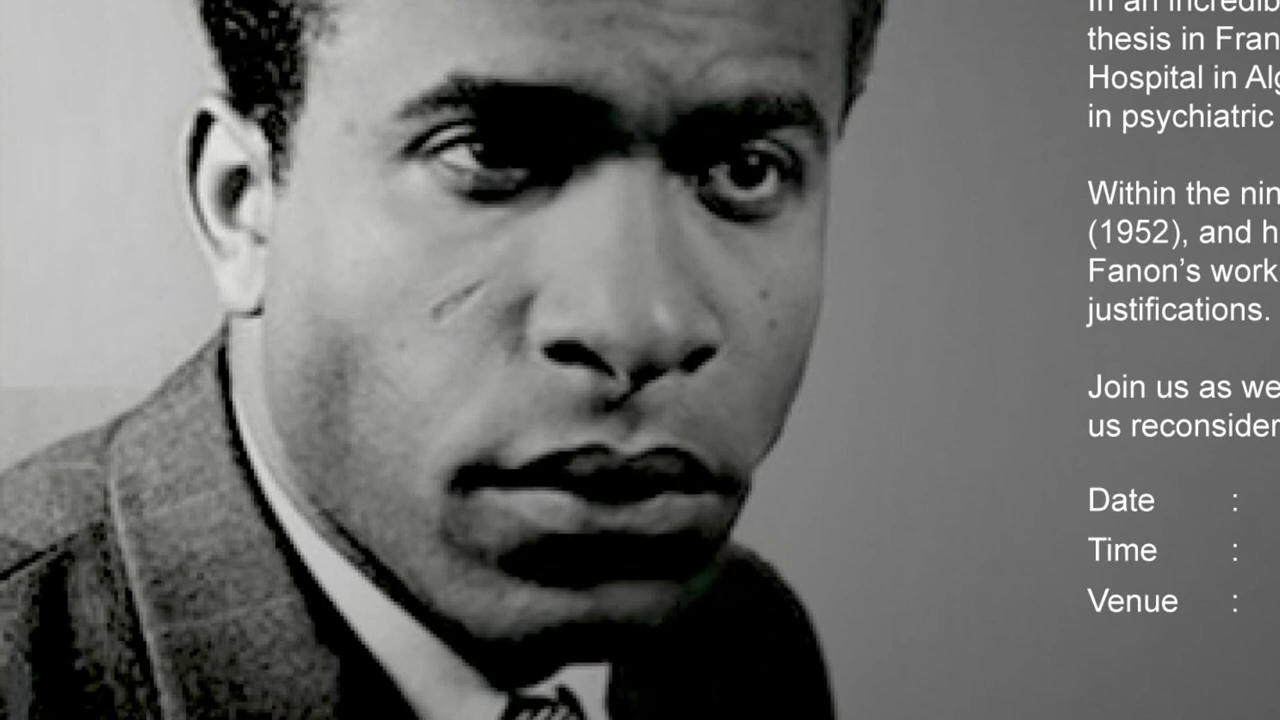 thesis in Fran
Hospital in Alg
in psychiatric
Within the nin
(1952), and h
Fanon’s work
justifications.
Join us as we
us reconsider
Date :
Time :
Venue :